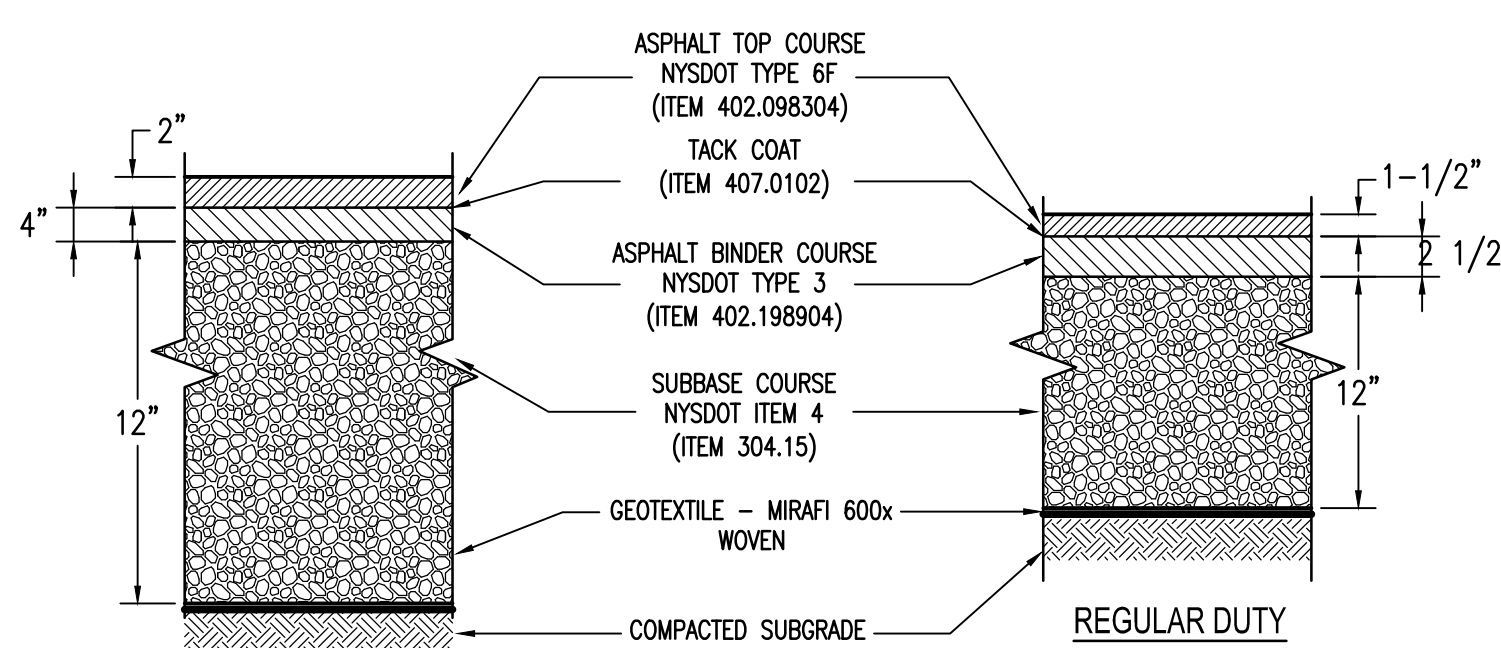 ASPHALT TOP COURSE
NYSDOT TYPE 6F
(ITEM 402.098304)
TACK COAT
(ITEM 407.0102)
ASPHALT BINDER COURSE
NYSDOT TYPE 3
(ITEM 402.198904)
SUBBASE COURSE
NYSDOT ITEM 4
(ITEM 304.15)
GEOTEXTILE - MIRAFI 600x
WOVEN
COMPACTED SUBGRADE
2"
4"
12"
1-1/2"
2 1/2
12"
REGULAR DUTY